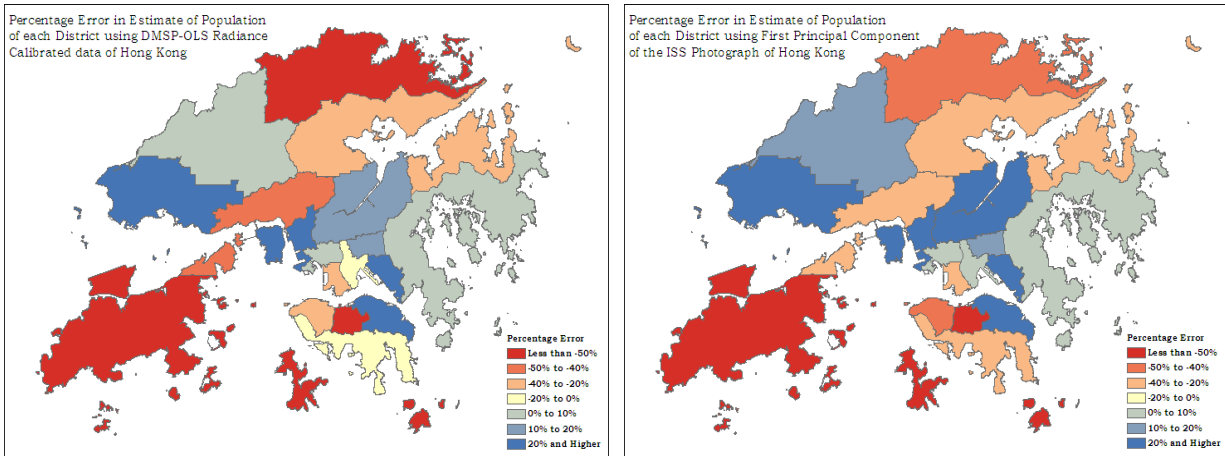 Percentage Error in Estimate of Population
of each District using DMSP-OLS Radiance
Calibrated data of Hong Kong
Percentage Error
Less than -50%
-50% to -40%
-40% to -20%
-20% to 0%
0% to 10%
10% to 20%
20% and Higher
Percentage Error in Estimate of Population
of each District using First Principal Component
of the ISS Photograph of Hong Kong
Percentage Error
Less than -50%
-50% to -40%
-40% to -20%
-20% to 0%
0% to 10%
10% to 20%
20% and Higher